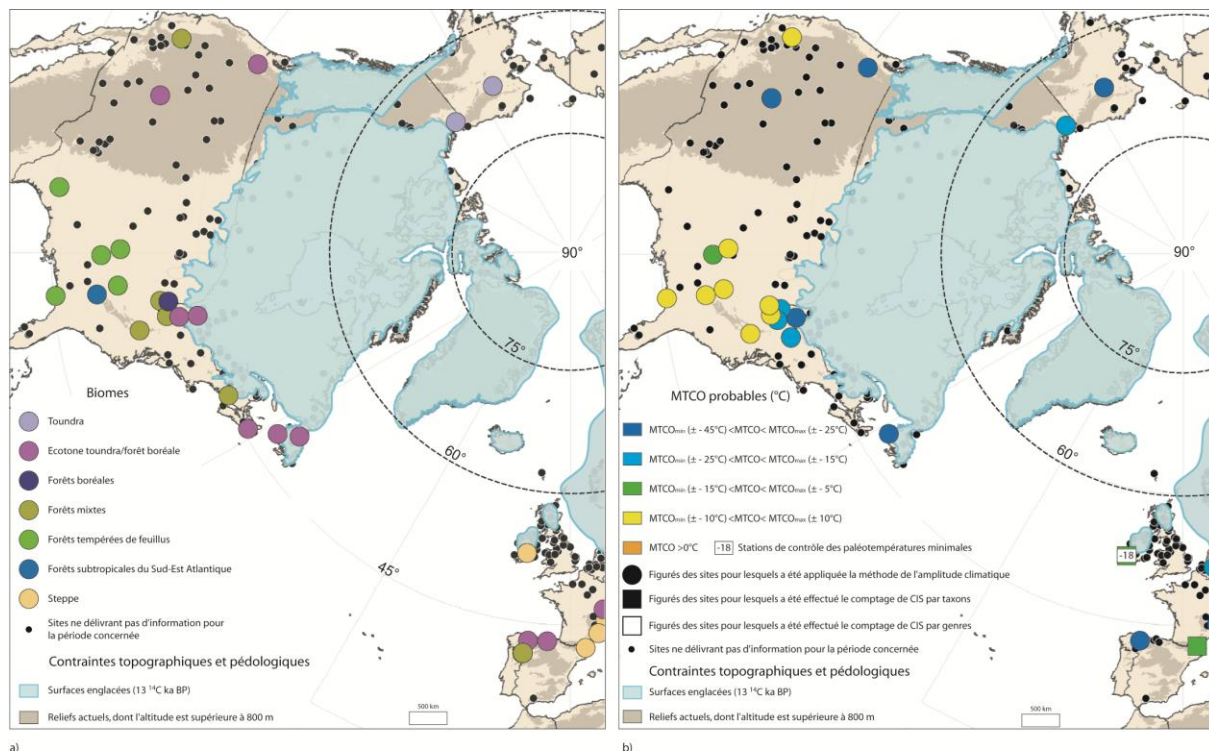 90°
75°
60°
45°
Biomes
Toundra
Ecotone toundra/forêt boréale
Forêts boréales
Forêts mixtes
Forêts tempérées de feuillus
Forêts subtropicales du Sud-Est Atlantique
Steppe
Sites ne délivrant pas d'information pour
la période concernée
Contraintes topographiques et pédologiques
Surfaces englacées (13 ¹⁴C ka BP)
Reliefs actuels, dont l'altitude est supérieure à 800 m
500 km
a)
90°
75°
60°
45°
-18
MTCO probables (°C)
MTCOmin (± - 45°C) <MTCO< MTCOmax (± - 25°C)
MTCOmin (± - 25°C) <MTCO< MTCOmax (± - 15°C)
MTCOmin (± - 15°C) <MTCO< MTCOmax (± - 5°C)
MTCOmin (± - 10°C) <MTCO< MTCOmax (± 10°C)
MTCO >0°C -18 Stations de contrôle des paléotempératures minimales
Figurés des sites pour lesquels a été appliquée la méthode de l'amplitude climatique
Figurés des sites pour lesquels a été effectué le comptage de CIS par taxons
Figurés des sites pour lesquels a été effectué le comptage de CIS par genres
Sites ne délivrant pas d'information pour la période concernée
Contraintes topographiques et pédologiques
Surfaces englacées (13 ¹⁴C ka BP)
Reliefs actuels, dont l'altitude est supérieure à 800 m
500 km
b)